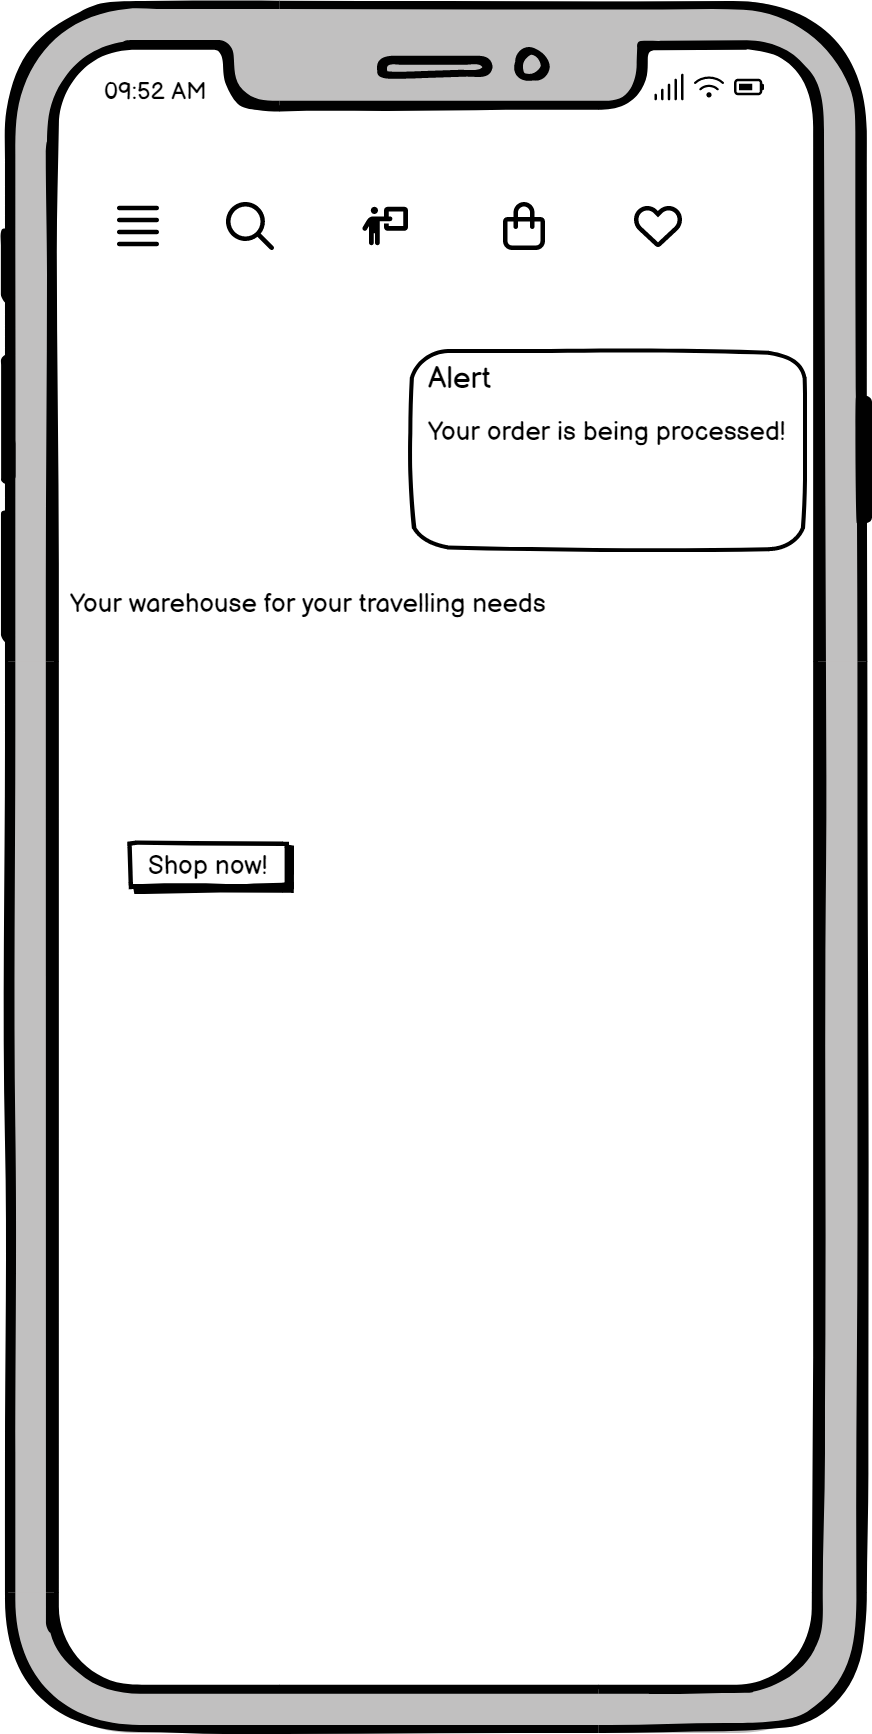 09:52 AM
Alert
Your order is being processed!
Your warehouse for your travelling needs
Shop now!